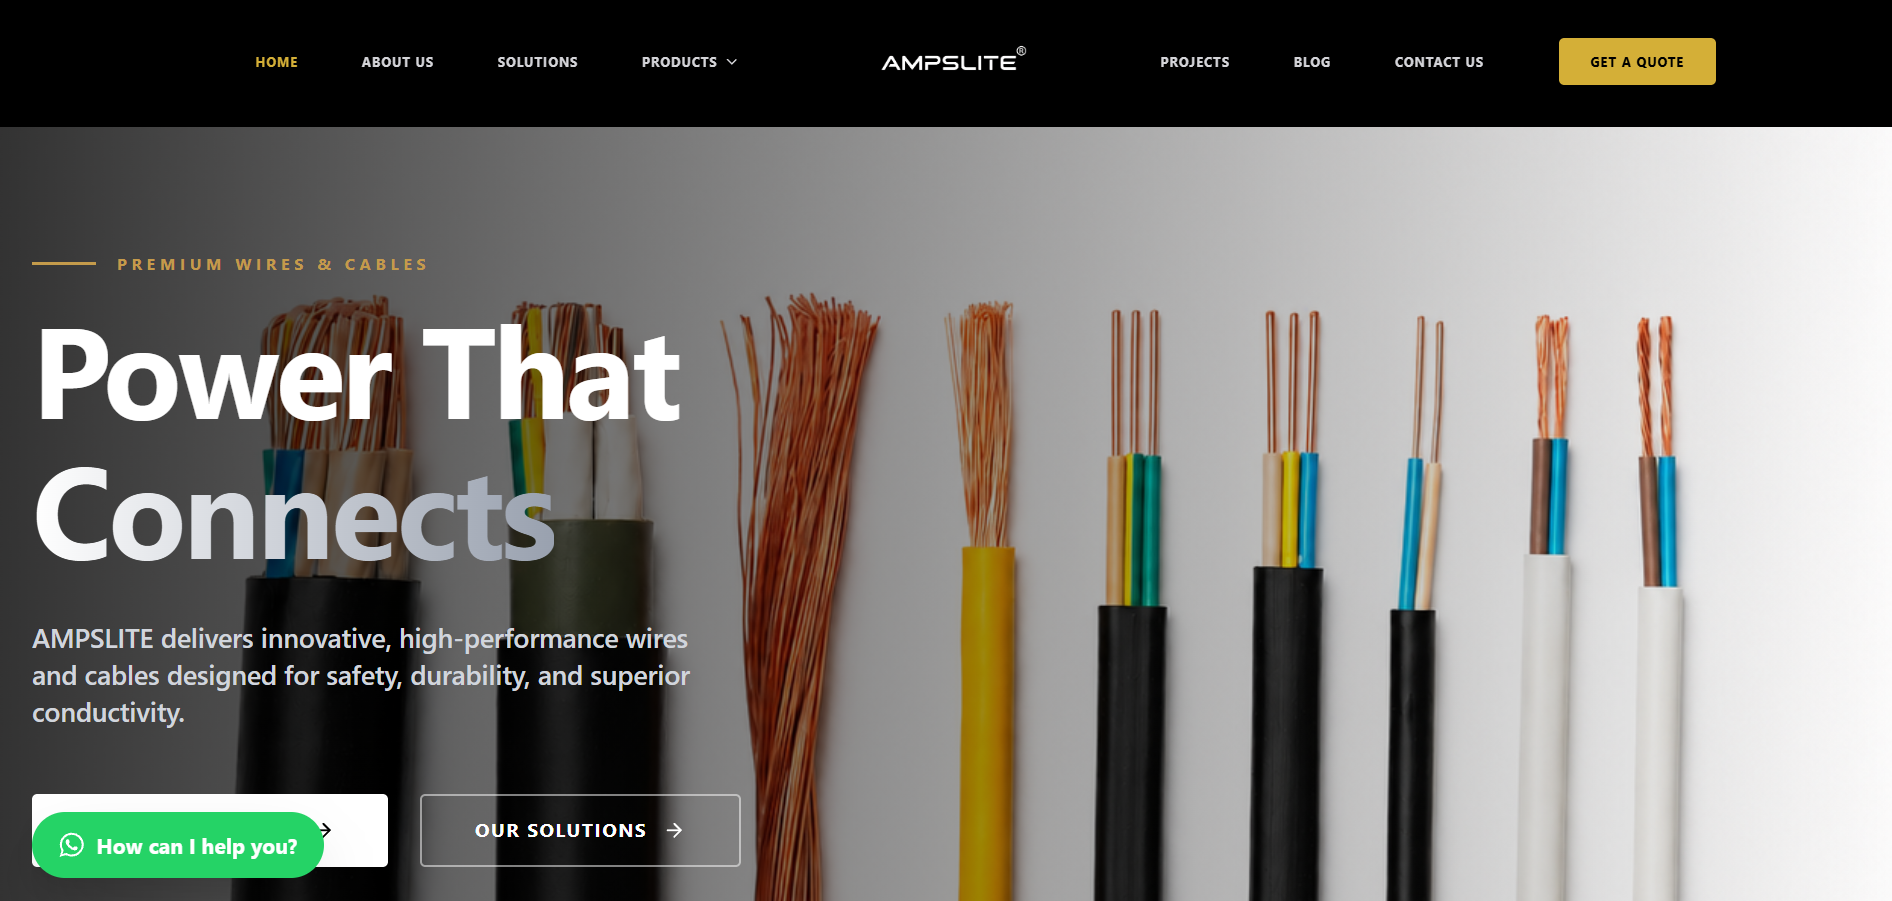 HOME
ABOUT US
SOLUTIONS
PRODUCTS
AMPSLITE®
PROJECTS
BLOG
CONTACT US
GET A QUOTE
PREMIUM WIRES & CABLES
Power That
Connects
AMPSLITE delivers innovative, high-performance wires
and cables designed for safety, durability, and superior
conductivity.
OUR SOLUTIONS
How can I help you?